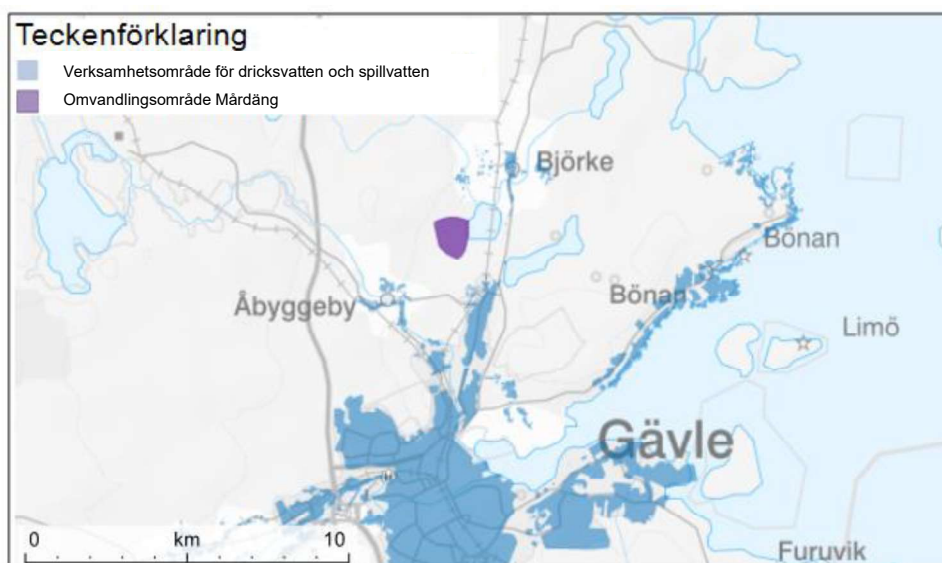 Teckenförklaring
Verksamhetsområde för dricksvatten och spillvatten
Omvandlingsområde Mårdäng
Björke
Bönan
Bönan
Åbyggeby
Limö
Gävle
0 km 10
Furuvik